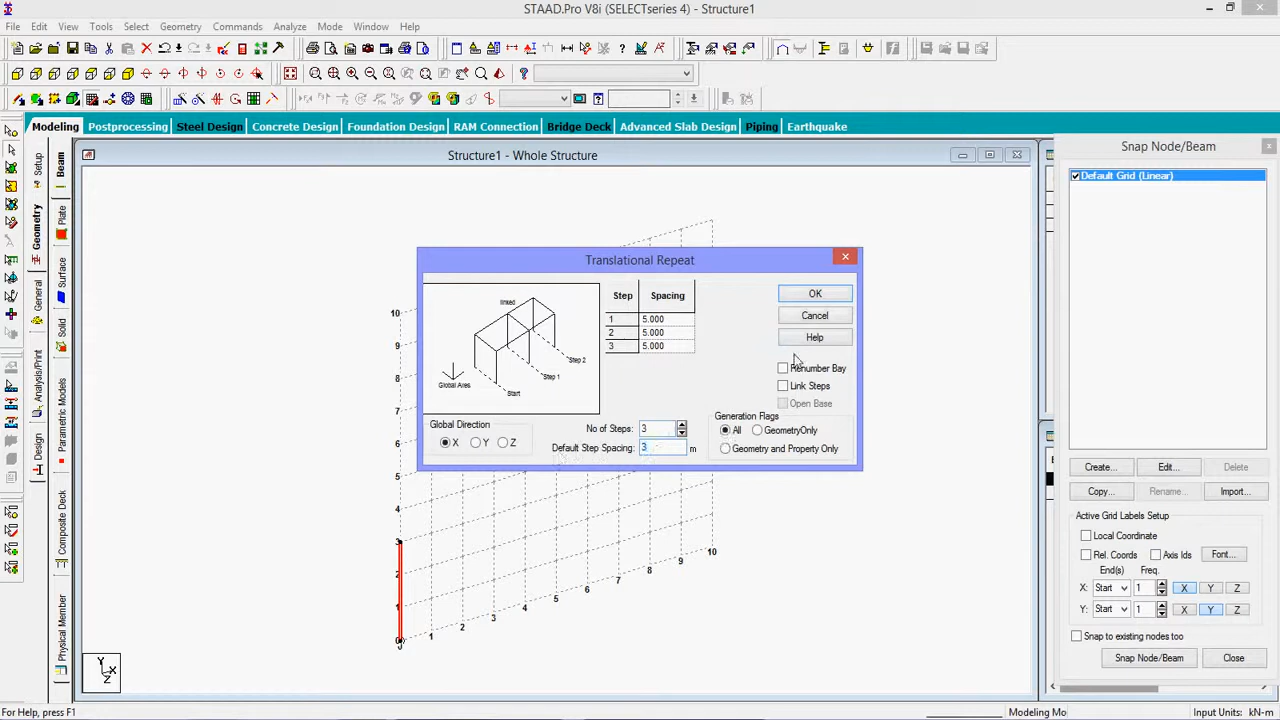 STAAD.Pro V8i (SELECTseries 4) - Structure1
File Edit View Tools Select Geometry Commands Analyze Mode Window Help
Modeling Postprocessing Steel Design Concrete Design Foundation Design RAM Connection Bridge Deck Advanced Slab Design Piping Earthquake
Setup
Geometry
General
Analysis/Print
Design
Beam
Plate
Surface
Solid
Parametric Models
Composite Deck
Physical Member
Structure1 - Whole Structure
10
9
8
7
6
5
4
3
2
1
0
1
2
3
4
5
6
7
8
9
10
Y
X
Z
Translational Repeat
linked
Step 2
Step 1
Start
Global Axes
Step Spacing
1 5.000
2 5.000
3 5.000
OK
Cancel
Help
Renumber Bay
Link Steps
Open Base
Global Direction
X Y Z
No of Steps: 3
Default Step Spacing: 3 m
Generation Flags
All GeometryOnly
Geometry and Property Only
Snap Node/Beam
Default Grid (Linear)
Create... Edit... Delete
Copy... Rename... Import...
Active Grid Labels Setup
Local Coordinate
Rel. Coords Axis Ids Font...
End(s) Freq.
X: Start 1 X Y Z
Y: Start 1 X Y Z
Snap to existing nodes too
Snap Node/Beam Close
For Help, press F1
Modeling Mo
Input Units: kN-m